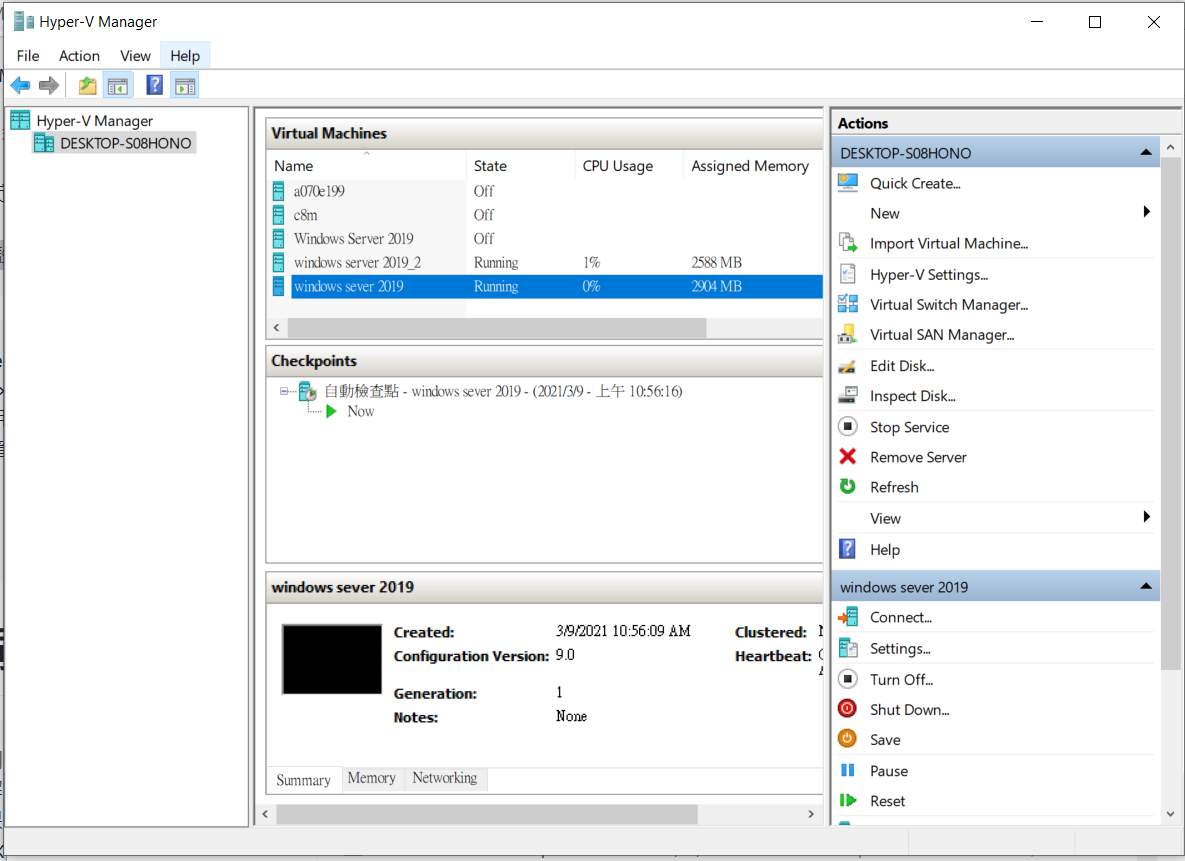 Hyper-V Manager
File Action View Help
Hyper-V Manager
DESKTOP-S08HONO
Virtual Machines
Name State CPU Usage Assigned Memory
a070e199 Off
c8m Off
Windows Server 2019 Off
windows server 2019_2 Running 1% 2588 MB
windows sever 2019 Running 0% 2904 MB
Checkpoints
自動檢查點 - windows sever 2019 - (2021/3/9 - 上午 10:56:16)
Now
windows sever 2019
Created: 3/9/2021 10:56:09 AM Clustered:
Configuration Version: 9.0 Heartbeat:
Generation: 1
Notes: None
Summary Memory Networking
Actions
DESKTOP-S08HONO
Quick Create...
New
Import Virtual Machine...
Hyper-V Settings...
Virtual Switch Manager...
Virtual SAN Manager...
Edit Disk...
Inspect Disk...
Stop Service
Remove Server
Refresh
View
Help
windows sever 2019
Connect...
Settings...
Turn Off...
Shut Down...
Save
Pause
Reset